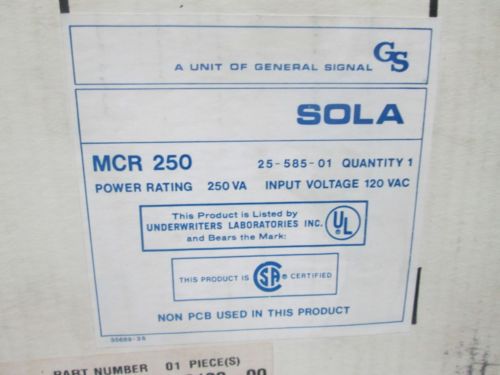 A UNIT OF GENERAL SIGNAL GS
SOLA
MCR 250 25-585-01 QUANTITY 1
POWER RATING 250 VA INPUT VOLTAGE 120 VAC
This Product is Listed by
UNDERWRITERS LABORATORIES INC.
and Bears the Mark:
UL
THIS PRODUCT IS SA ® CERTIFIED
NON PCB USED IN THIS PRODUCT
PART NUMBER 01 PIECE(S)